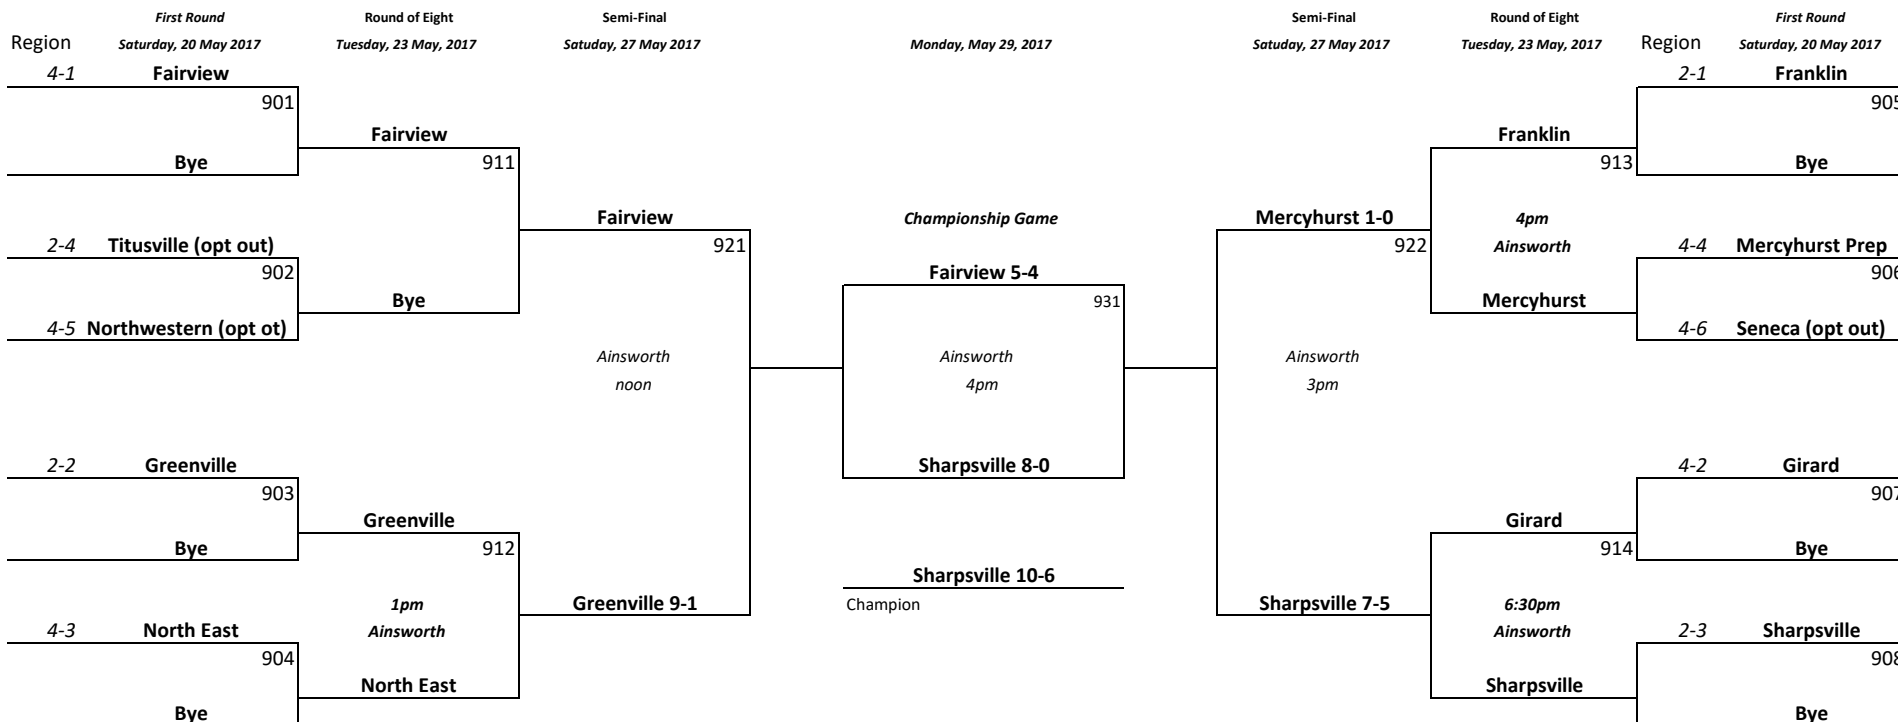 First Round
Round of Eight
Semi-Final
Semi-Final
Round of Eight
First Round
Region
Saturday, 20 May 2017
Tuesday, 23 May, 2017
Satuday, 27 May 2017
Monday, May 29, 2017
Satuday, 27 May 2017
Tuesday, 23 May, 2017
Region
Saturday, 20 May 2017
4-1 Fairview
2-1 Franklin
901
905
Fairview
Franklin
Bye
911
913
Bye
Fairview
Championship Game
Mercyhurst 1-0
4pm
2-4 Titusville (opt out)
921
922
Ainsworth
4-4 Mercyhurst Prep
902
Fairview 5-4
906
Bye
931
Mercyhurst
4-5 Northwestern (opt ot)
4-6 Seneca (opt out)
Ainsworth
Ainsworth
Ainsworth
noon
4pm
3pm
2-2 Greenville
Sharpsville 8-0
4-2 Girard
903
907
Greenville
Girard
Bye
912
914
Bye
Sharpsville 10-6
1pm
Greenville 9-1
Champion
Sharpsville 7-5
6:30pm
4-3 North East
Ainsworth
Ainsworth
2-3 Sharpsville
904
908
North East
Sharpsville
Bye
Bye